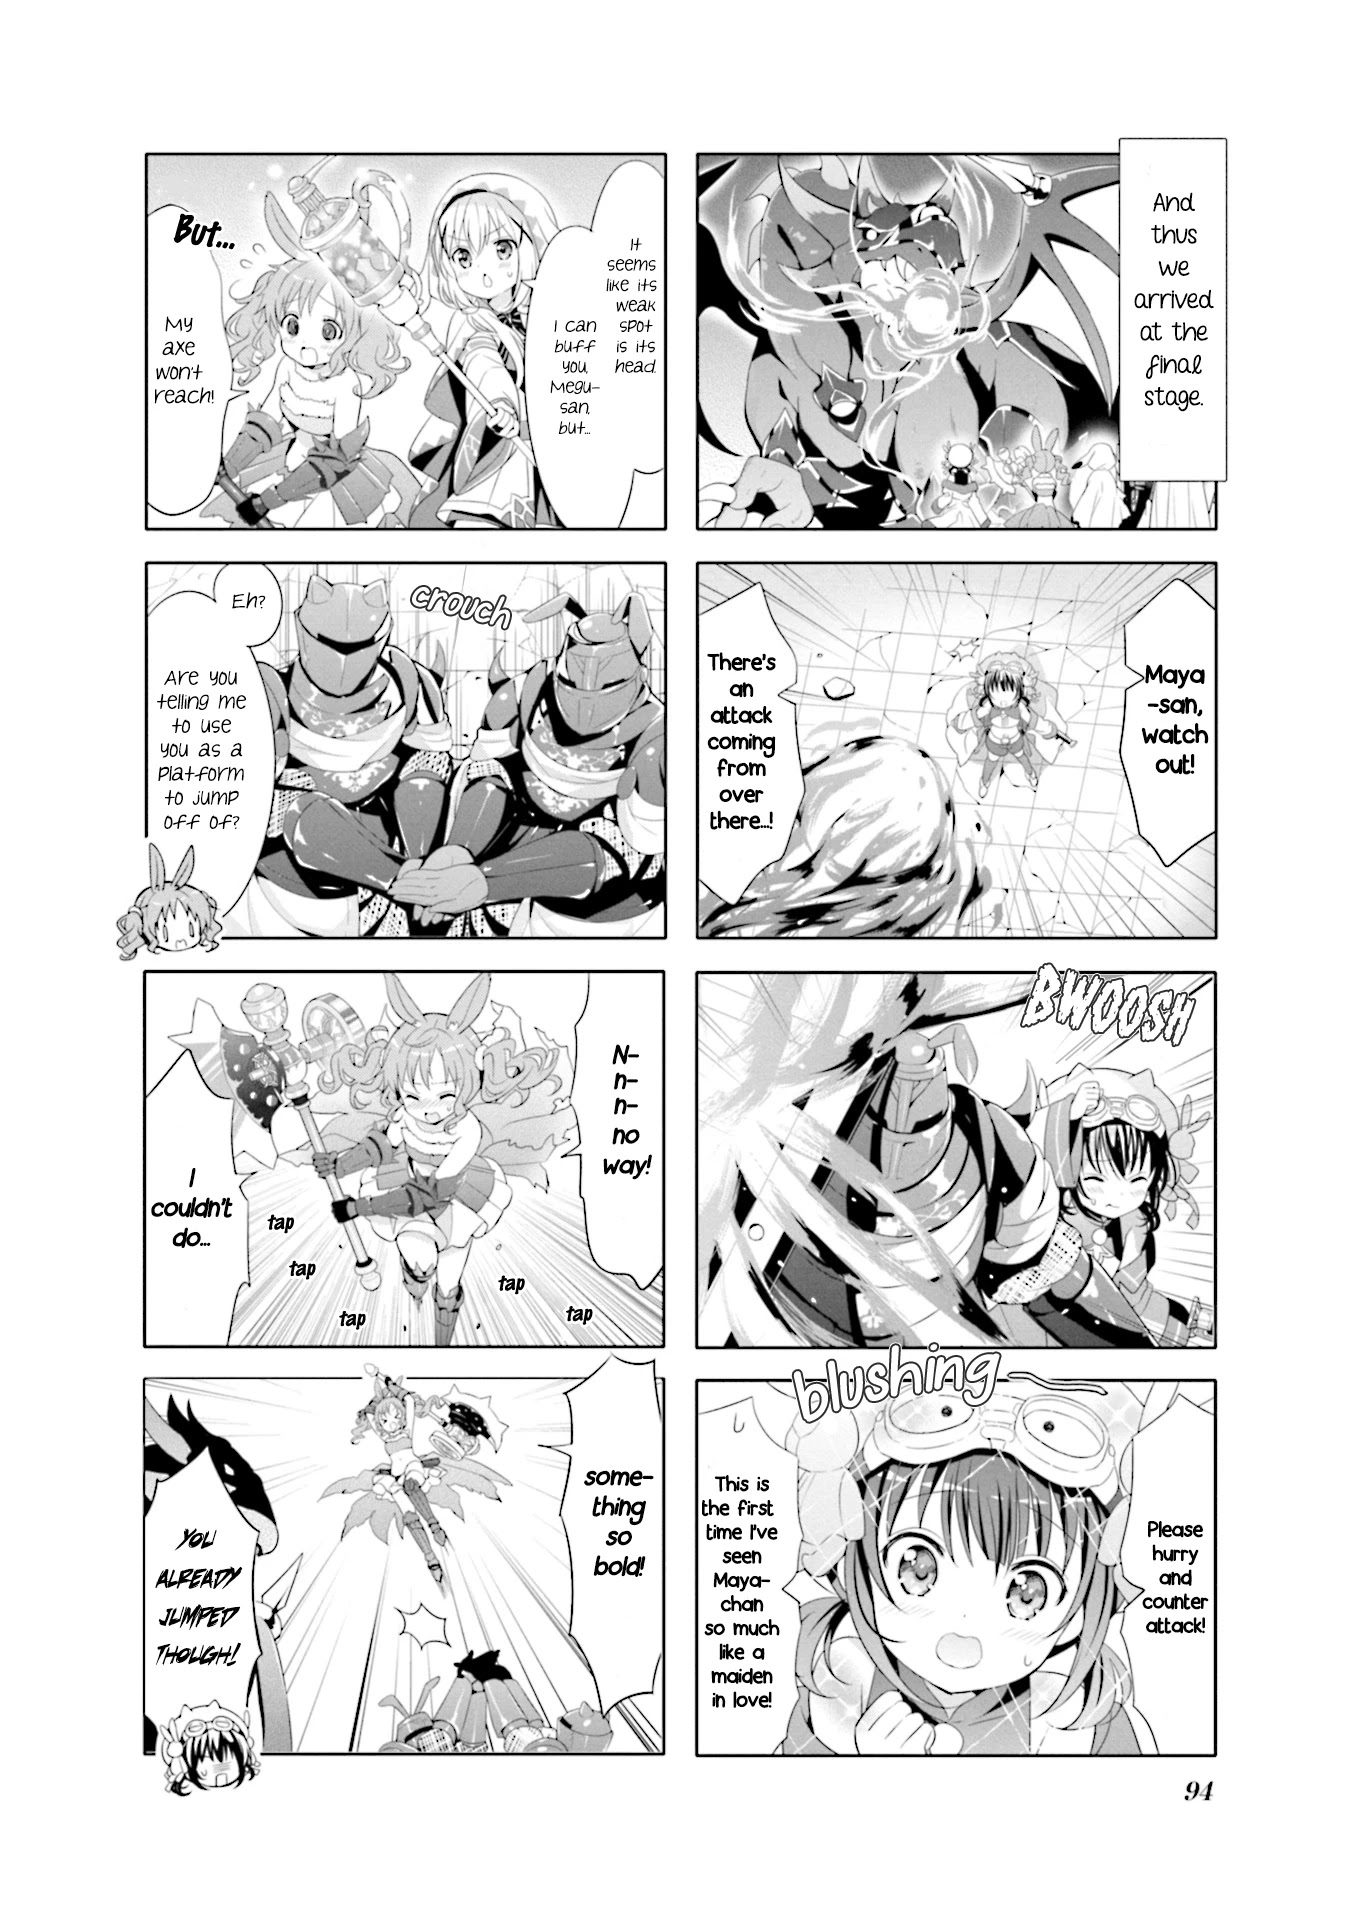 And
thus
we
arrived
at the
final
stage.
Maya
-san,
watch
out!
There's
an
attack
coming
from
over
there...!
BWOOSH
blushing
Please
hurry
and
counter
attack!
This is
the first
time I've
seen
Maya-
chan
so much
like a
maiden
in love!
It
seems
like its
weak
spot
is its
head.
I can
buff
you,
Megu-
san,
but...
But...
My
axe
won't
reach!
crouch
Eh?
Are you
telling me
to use
you as a
platform
to jump
off of?
N-
n-
n-
no
way!
I
couldn't
do...
tap
tap
tap
tap
tap
some-
thing
so
bold!
YOU
ALREADY
JUMPED
THOUGH!
94